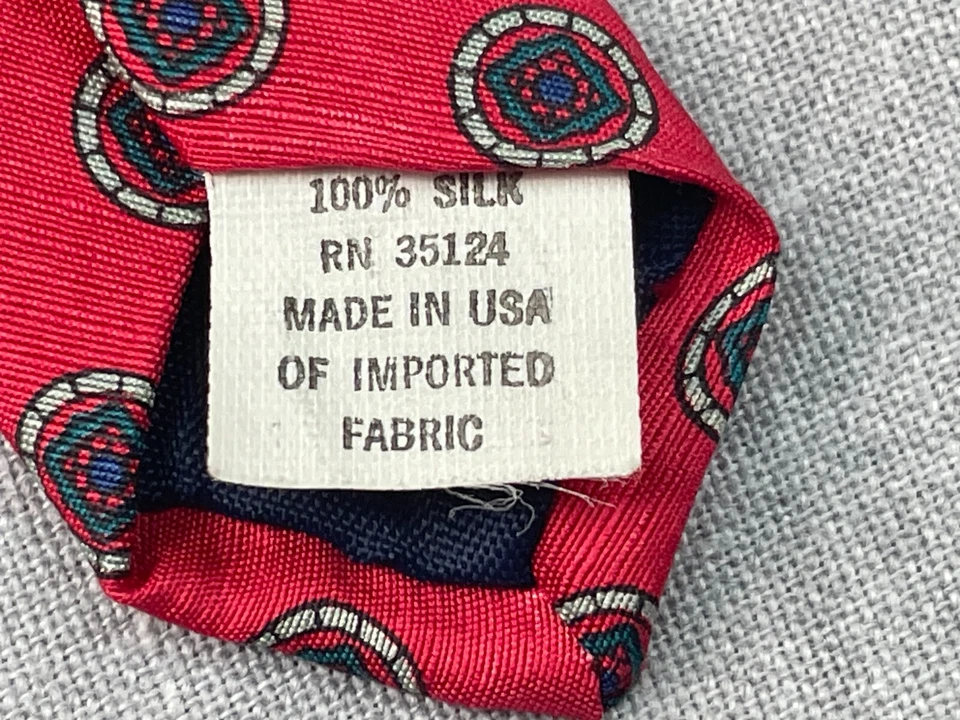 100% SILK
RN 35124
MADE IN USA
OF IMPORTED
FABRIC